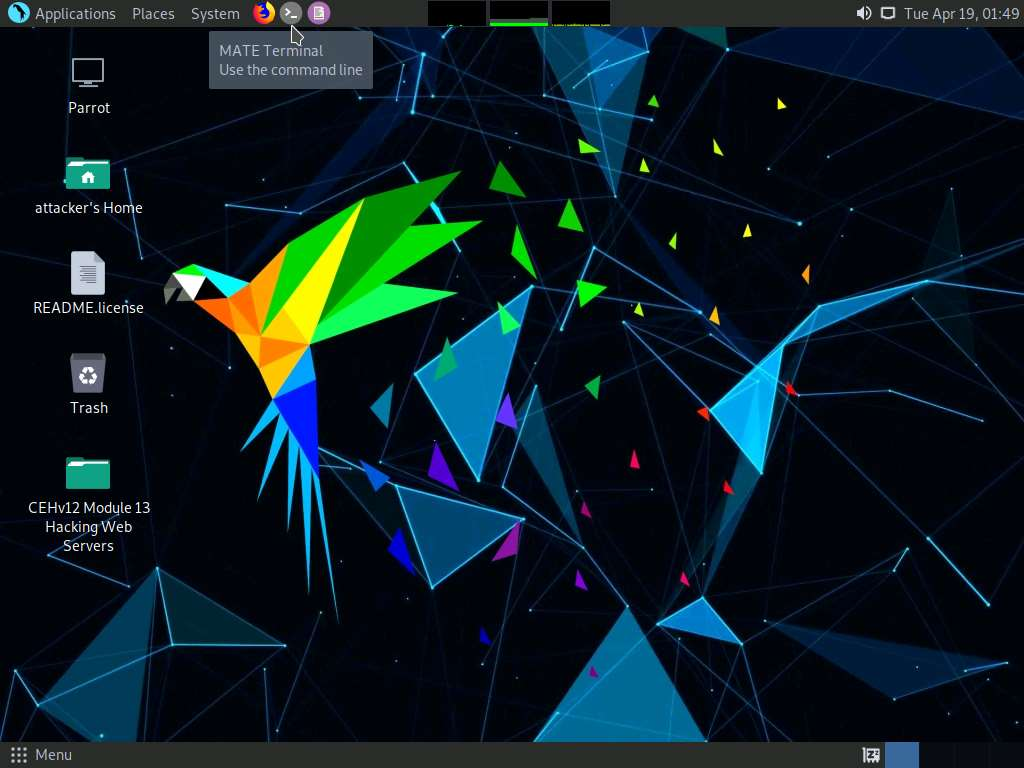 Applications Places System Tue Apr 19, 01:49
MATE Terminal
Use the command line
Parrot
attacker's Home
README.license
Trash
CEHv12 Module 13
Hacking Web
Servers
Menu